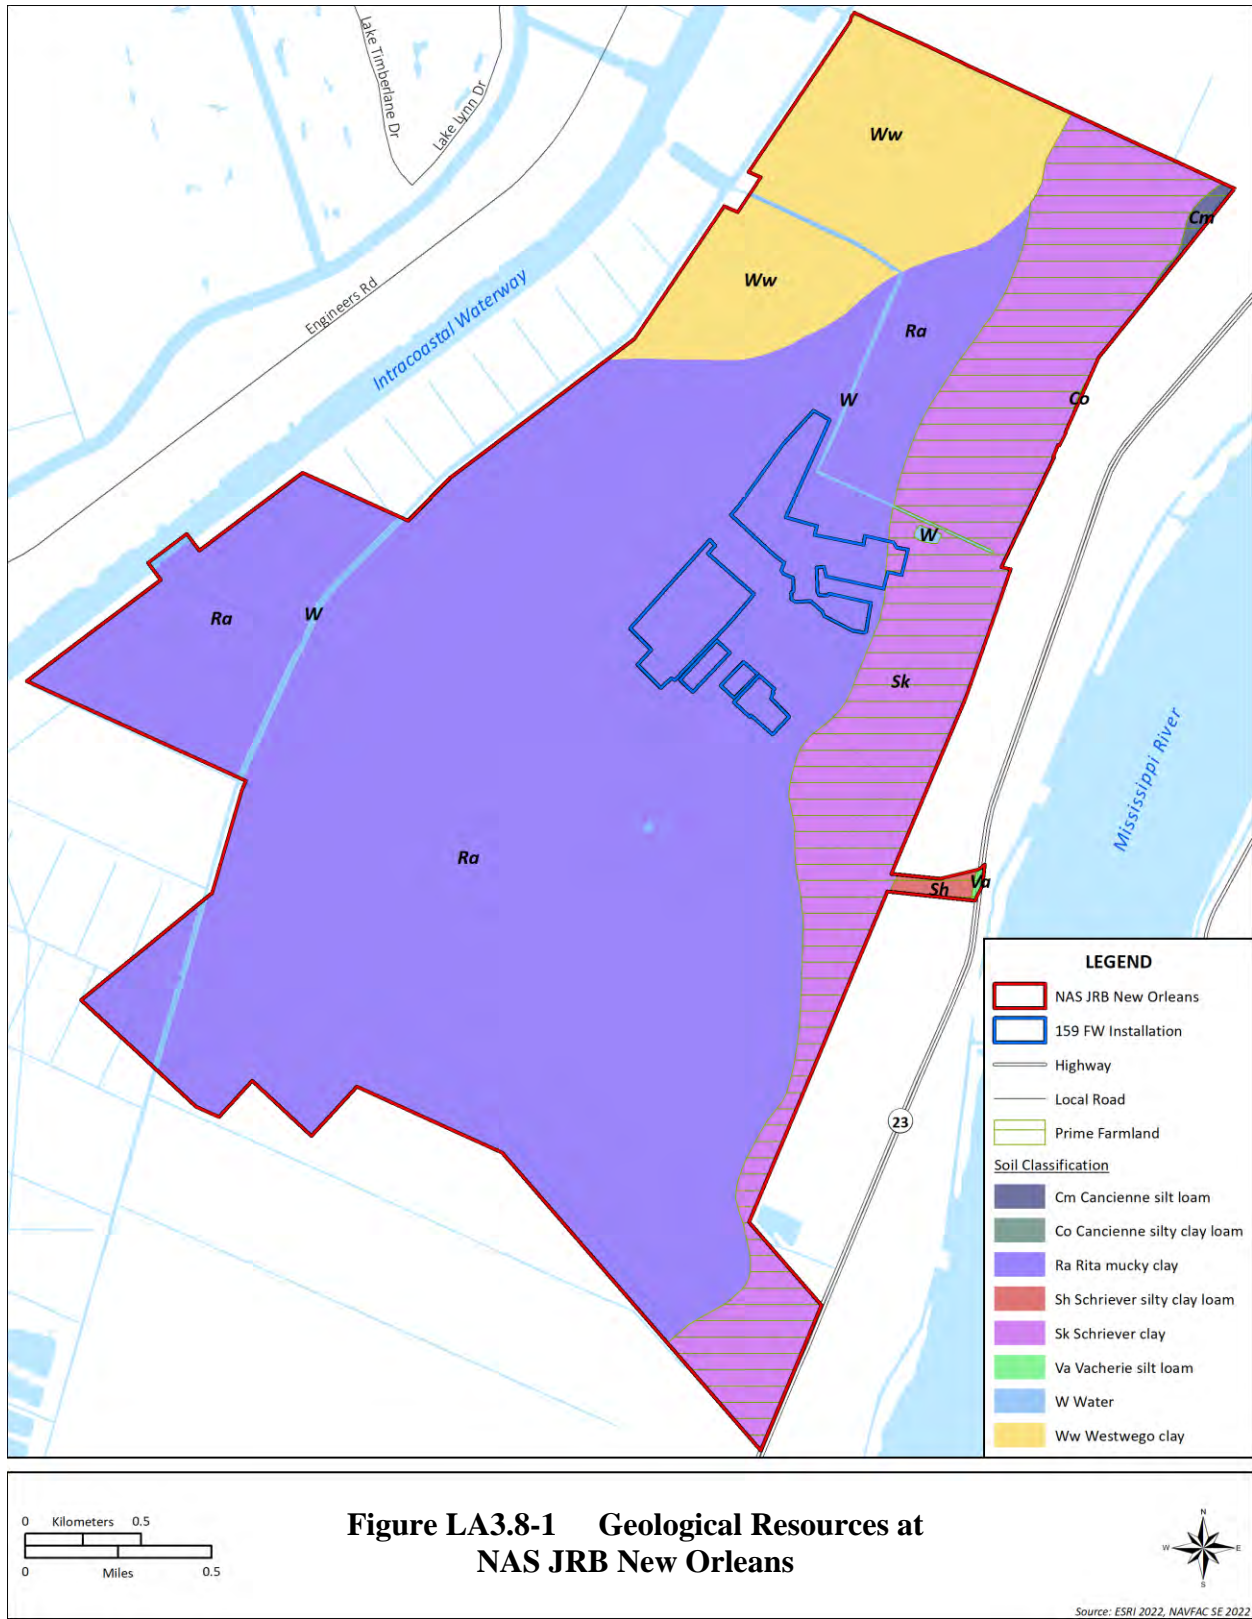 Lake Timberlane Dr
Lake Lynn Dr
Engineers Rd
Intracoastal Waterway
Ww
Ww
Cm
Ra
W
Co
W
Ra
W
Sk
Mississippi River
Ra
Sh
Va
23
LEGEND
NAS JRB New Orleans
159 FW Installation
Highway
Local Road
Prime Farmland
Soil Classification
Cm Cancienne silt loam
Co Cancienne silty clay loam
Ra Rita mucky clay
Sh Schriever silty clay loam
Sk Schriever clay
Va Vacherie silt loam
W Water
Ww Westwego clay
0 Kilometers 0.5
0 Miles 0.5
Figure LA3.8-1 Geological Resources at
NAS JRB New Orleans
N
W E
S
Source: ESRI 2022, NAVFAC SE 2022